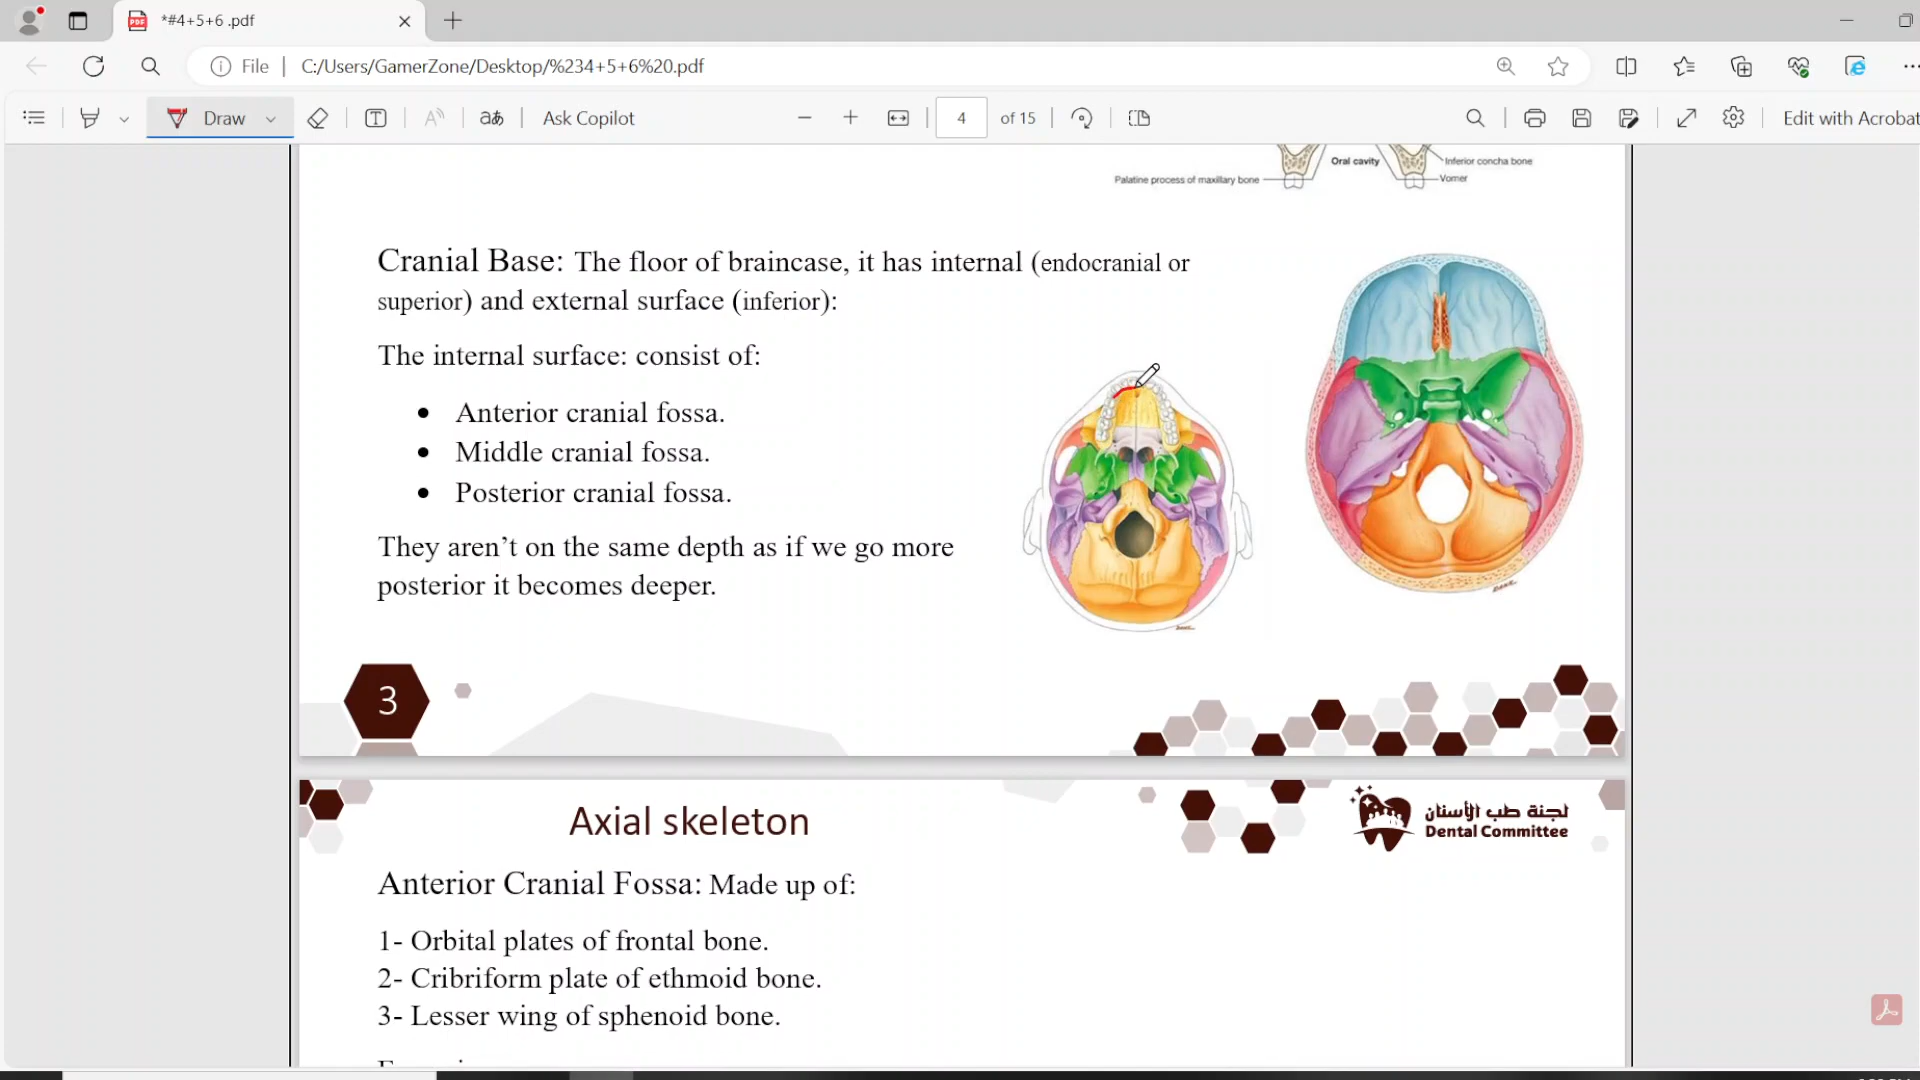 *#4+5+6 .pdf
File
C:/Users/GamerZone/Desktop/%234+5+6%20.pdf
Draw
Ask Copilot
4
of 15
Edit with Acrobat
Oral cavity
Inferior concha bone
Palatine process of maxillary bone
Vomer
Cranial Base: The floor of braincase, it has internal (endocranial or
superior) and external surface (inferior):
The internal surface: consist of:
• Anterior cranial fossa.
• Middle cranial fossa.
• Posterior cranial fossa.
They aren't on the same depth as if we go more
posterior it becomes deeper.
3
Axial skeleton
لجنة طب الأسنان
Dental Committee
Anterior Cranial Fossa: Made up of:
1- Orbital plates of frontal bone.
2- Cribriform plate of ethmoid bone.
3- Lesser wing of sphenoid bone.